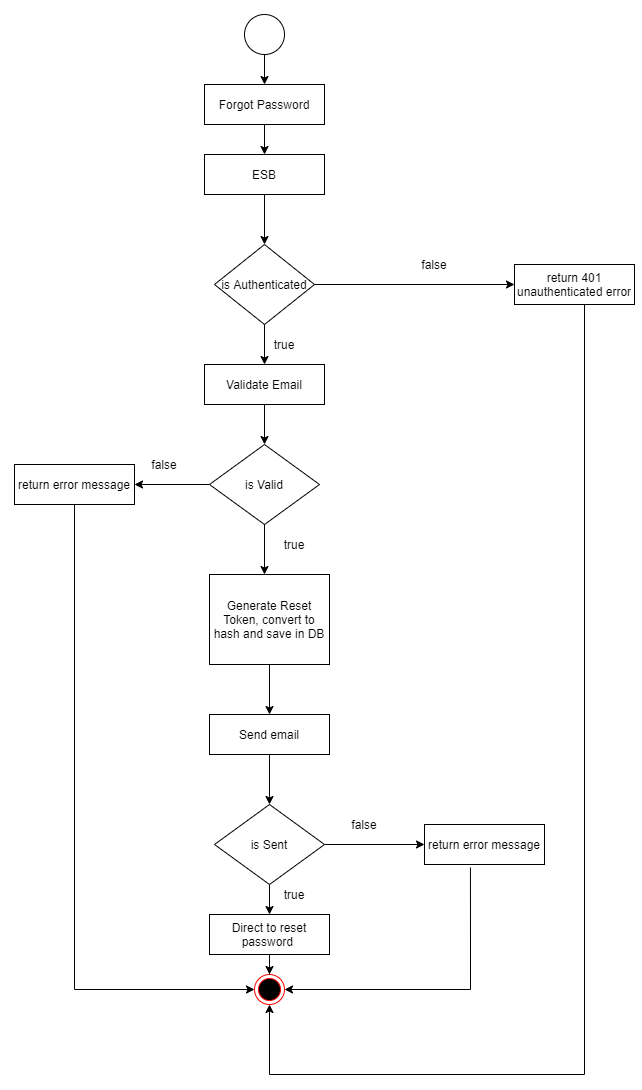 Forgot Password
ESB
is Authenticated
false
return 401
unauthenticated error
true
Validate Email
false
return error message
is Valid
true
Generate Reset
Token, convert to
hash and save in DB
Send email
is Sent
false
return error message
true
Direct to reset
password